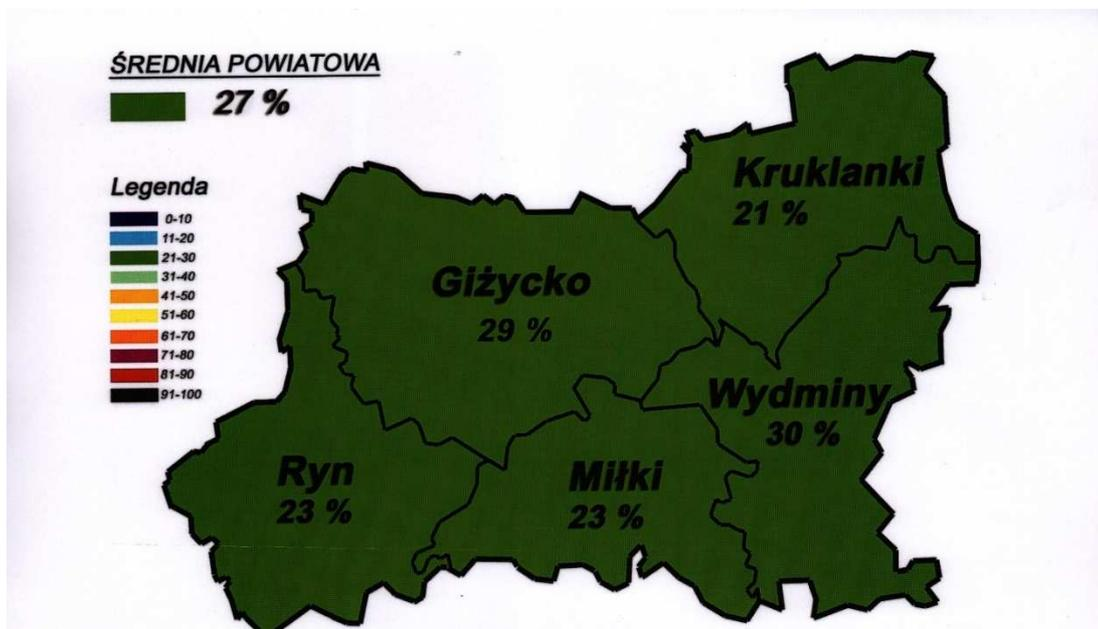 ŚREDNIA POWIATOWA
27 %
Legenda
0-10
11-20
21-30
31-40
41-50
51-60
61-70
71-80
81-90
91-100
Kruklanki
21 %
Giżycko
29 %
Wydminy
30 %
Ryn
23 %
Miłki
23 %